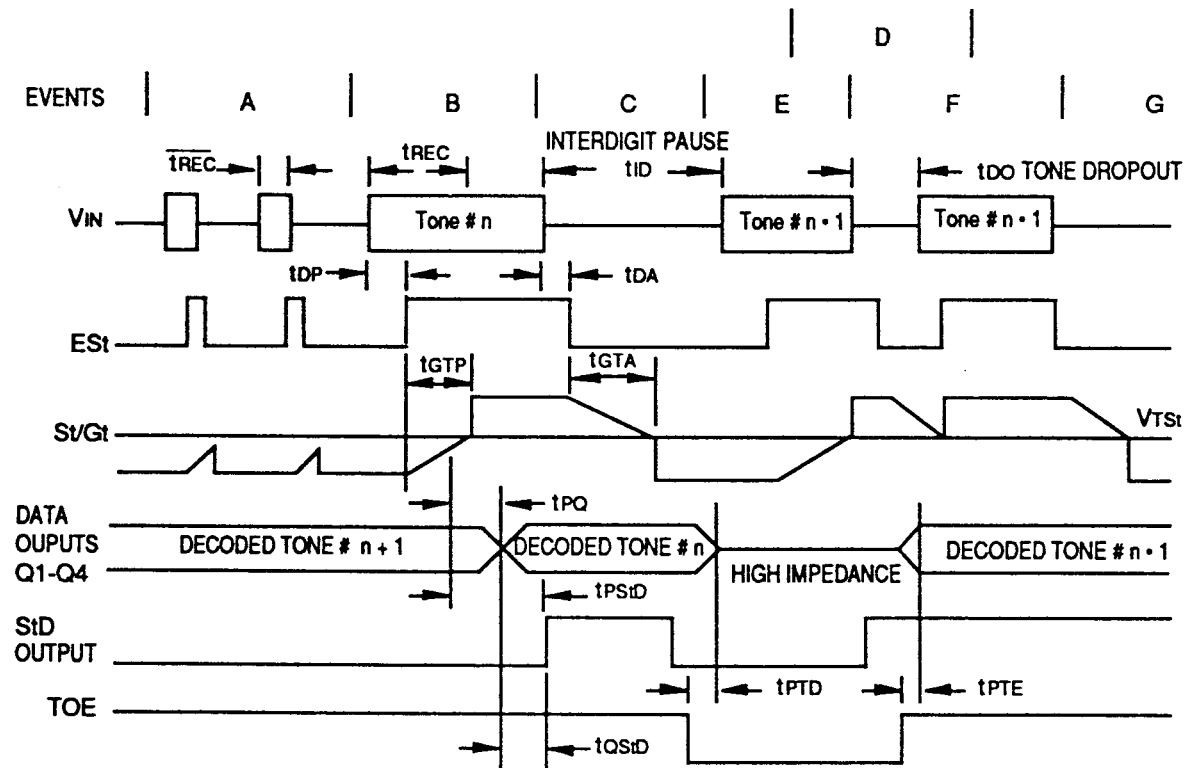 D
EVENTS A B C E F G
INTERDIGIT PAUSE
tREC tREC tID tDO TONE DROPOUT
VIN Tone # n Tone # n • 1 Tone # n • 1
tDP tDA
ESt
tGTP tGTA
St/Gt VTSt
tPQ
DATA
OUPUTS DECODED TONE # n + 1 DECODED TONE # n DECODED TONE # n • 1
Q1-Q4 HIGH IMPEDANCE
tPStD
StD
OUTPUT
tPTD tPTE
TOE
tQStD